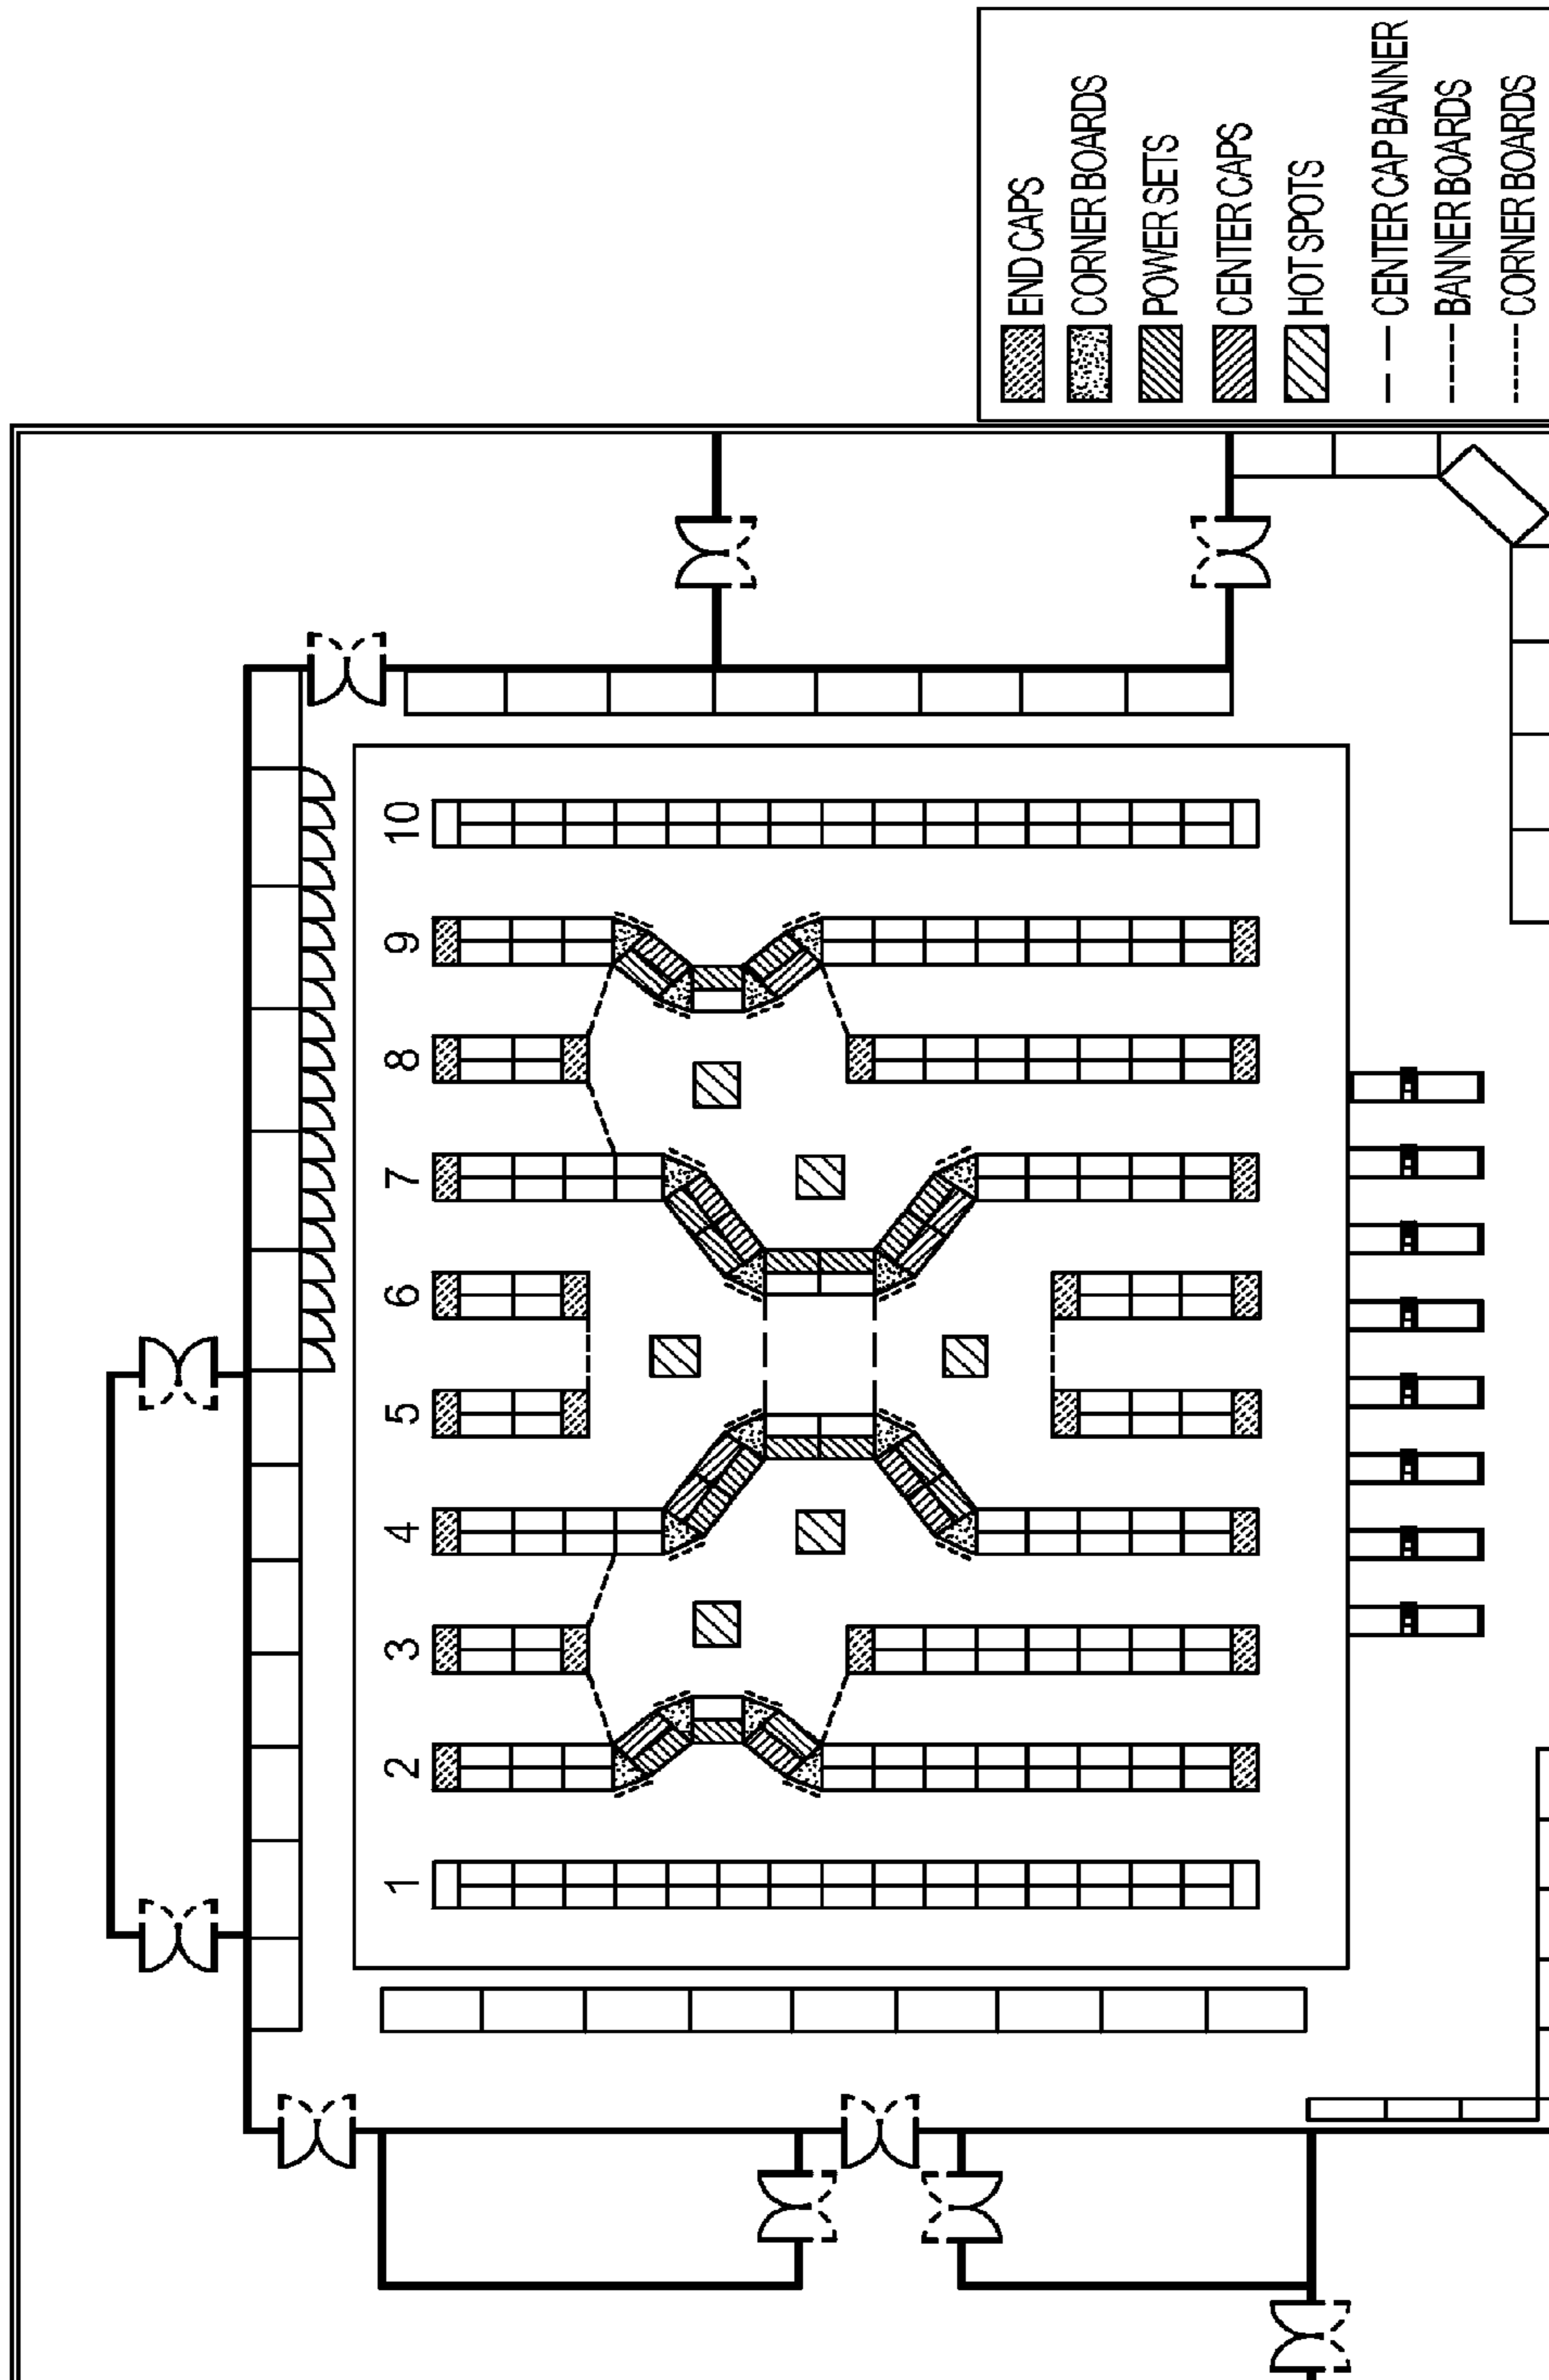 END CAPS
CORNER BOARDS
POWER SETS
CENTER CAPS
HOT SPOTS
CENTER CAP BANNER
BANNER BOARDS
CORNER BOARDS
1
2
3
4
5
6
7
8
9
10